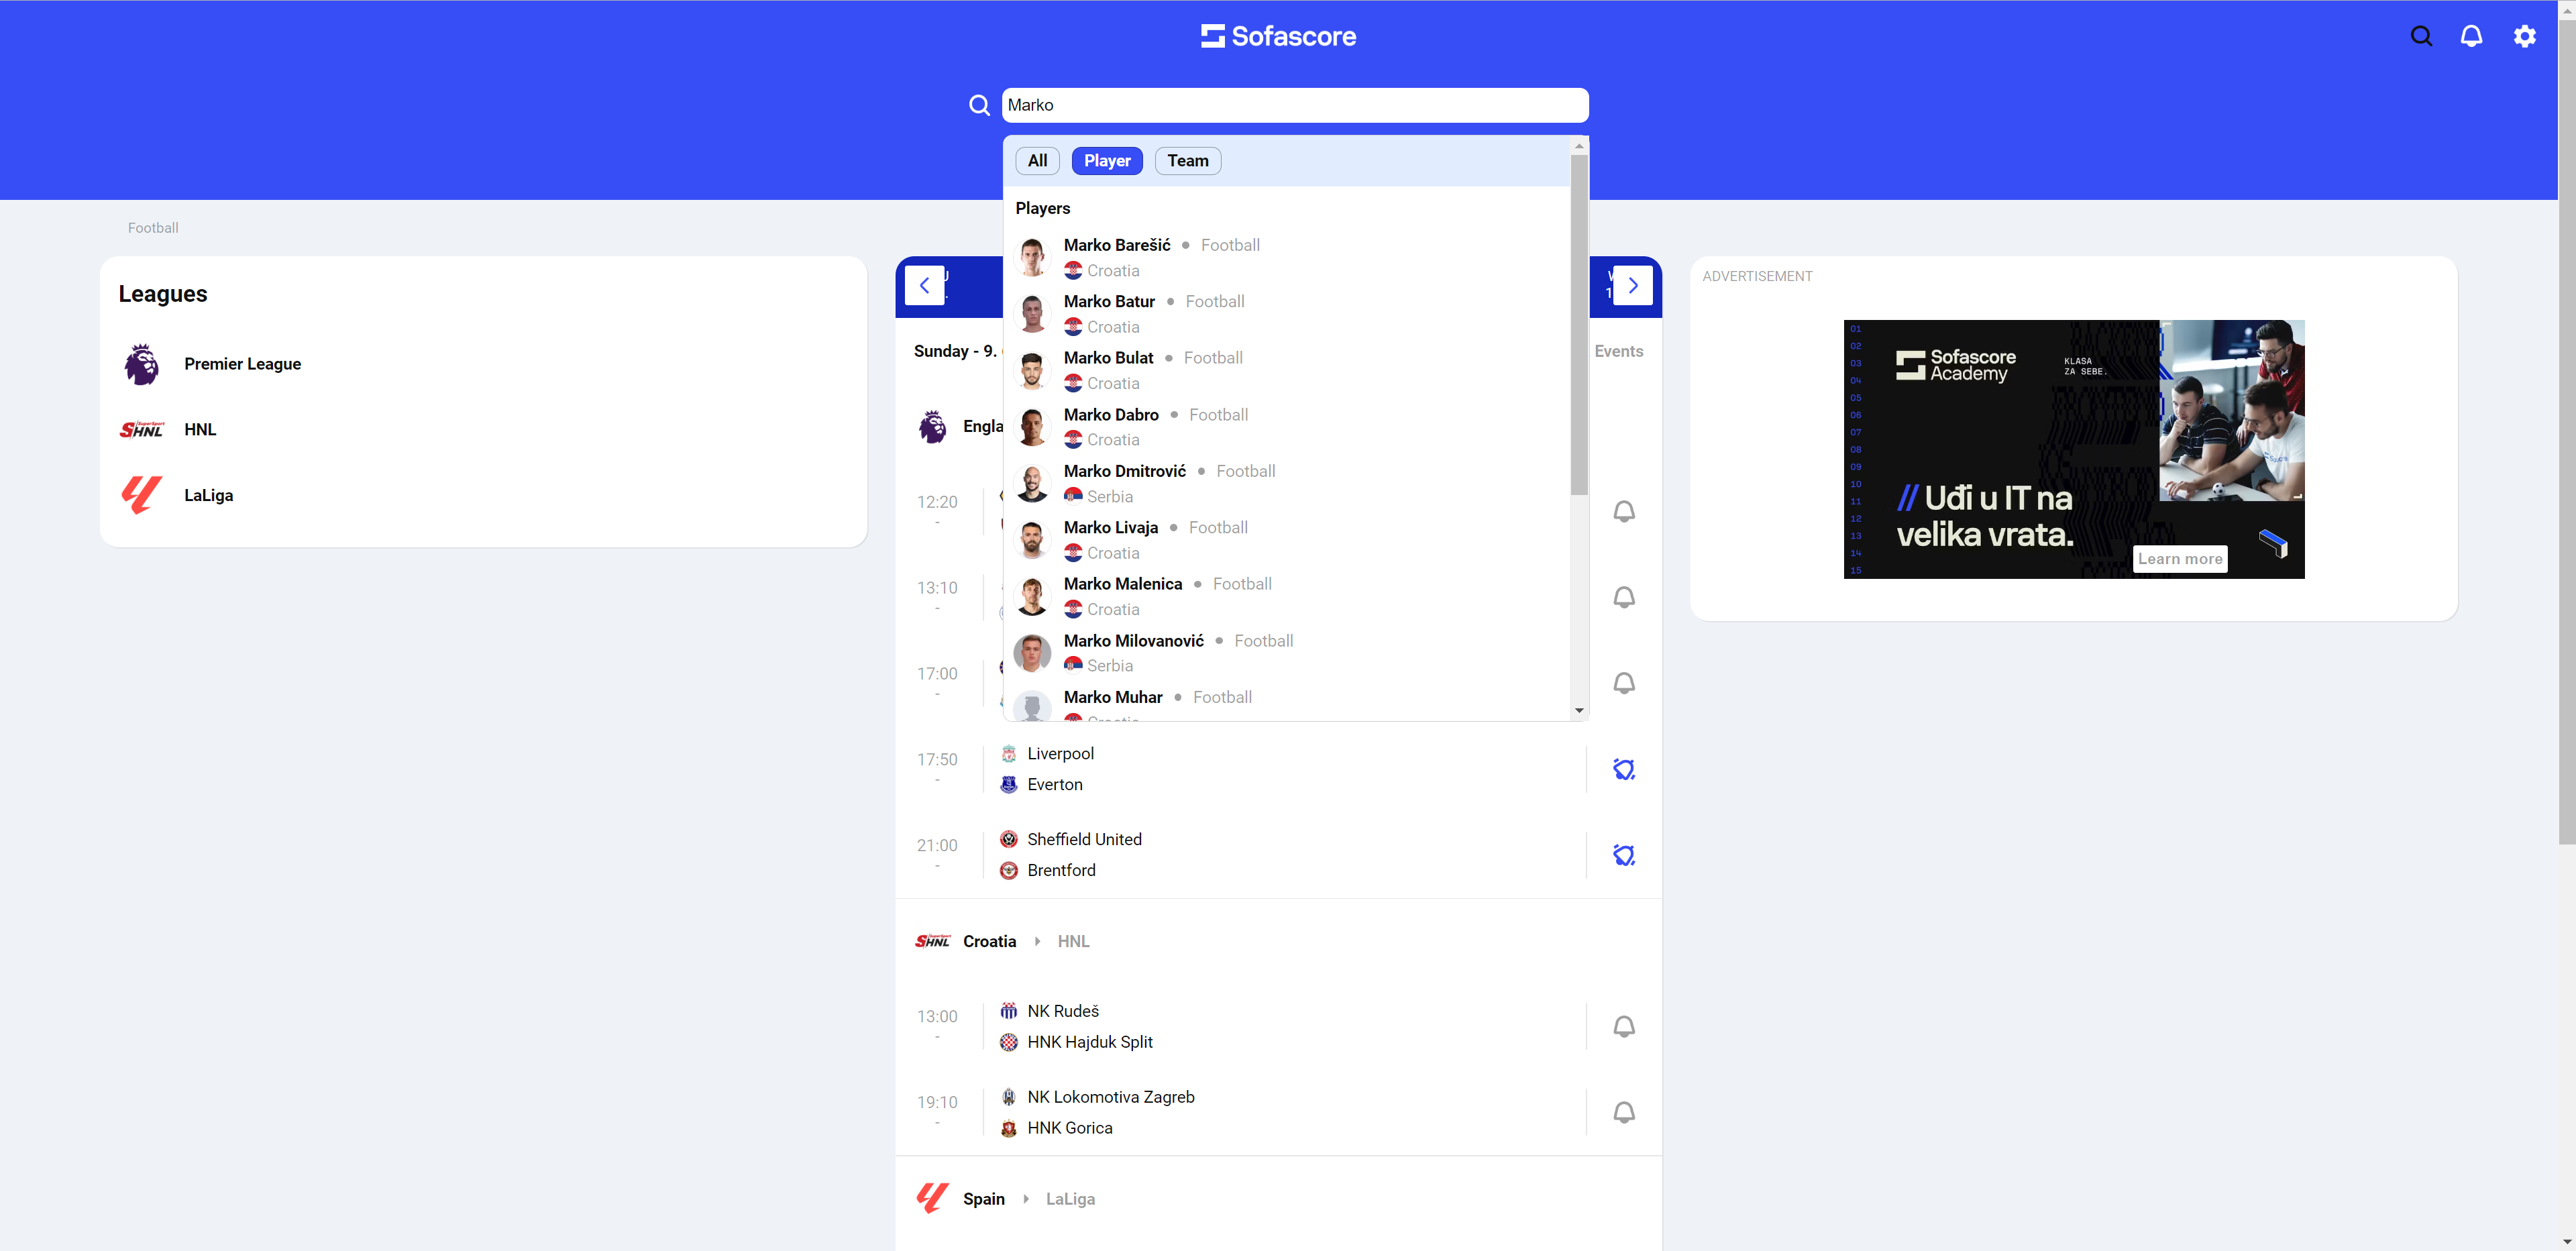 Sofascore
Marko
All
Player
Team
Players
Marko Barešić • Football
Croatia
Marko Batur • Football
Croatia
Marko Bulat • Football
Croatia
Marko Dabro • Football
Croatia
Marko Dmitrović • Football
Serbia
Marko Livaja • Football
Croatia
Marko Malenica • Football
Croatia
Marko Milovanović • Football
Serbia
Marko Muhar • Football
Croatia
Football
Leagues
Premier League
HNL
LaLiga
Sunday - 9.
Events
12:20
-
13:10
-
17:00
-
17:50
-
Liverpool
Everton
21:00
-
Sheffield United
Brentford
SuperSport
SHNL
Croatia
HNL
13:00
-
NK Rudeš
HNK Hajduk Split
19:10
-
NK Lokomotiva Zagreb
HNK Gorica
Spain
LaLiga
ADVERTISEMENT
01
02
03
04
05
06
07
08
09
10
11
12
13
14
15
Sofascore
Academy
KLASA
ZA SEBE.
// Uđi u IT na
velika vrata.
Learn more